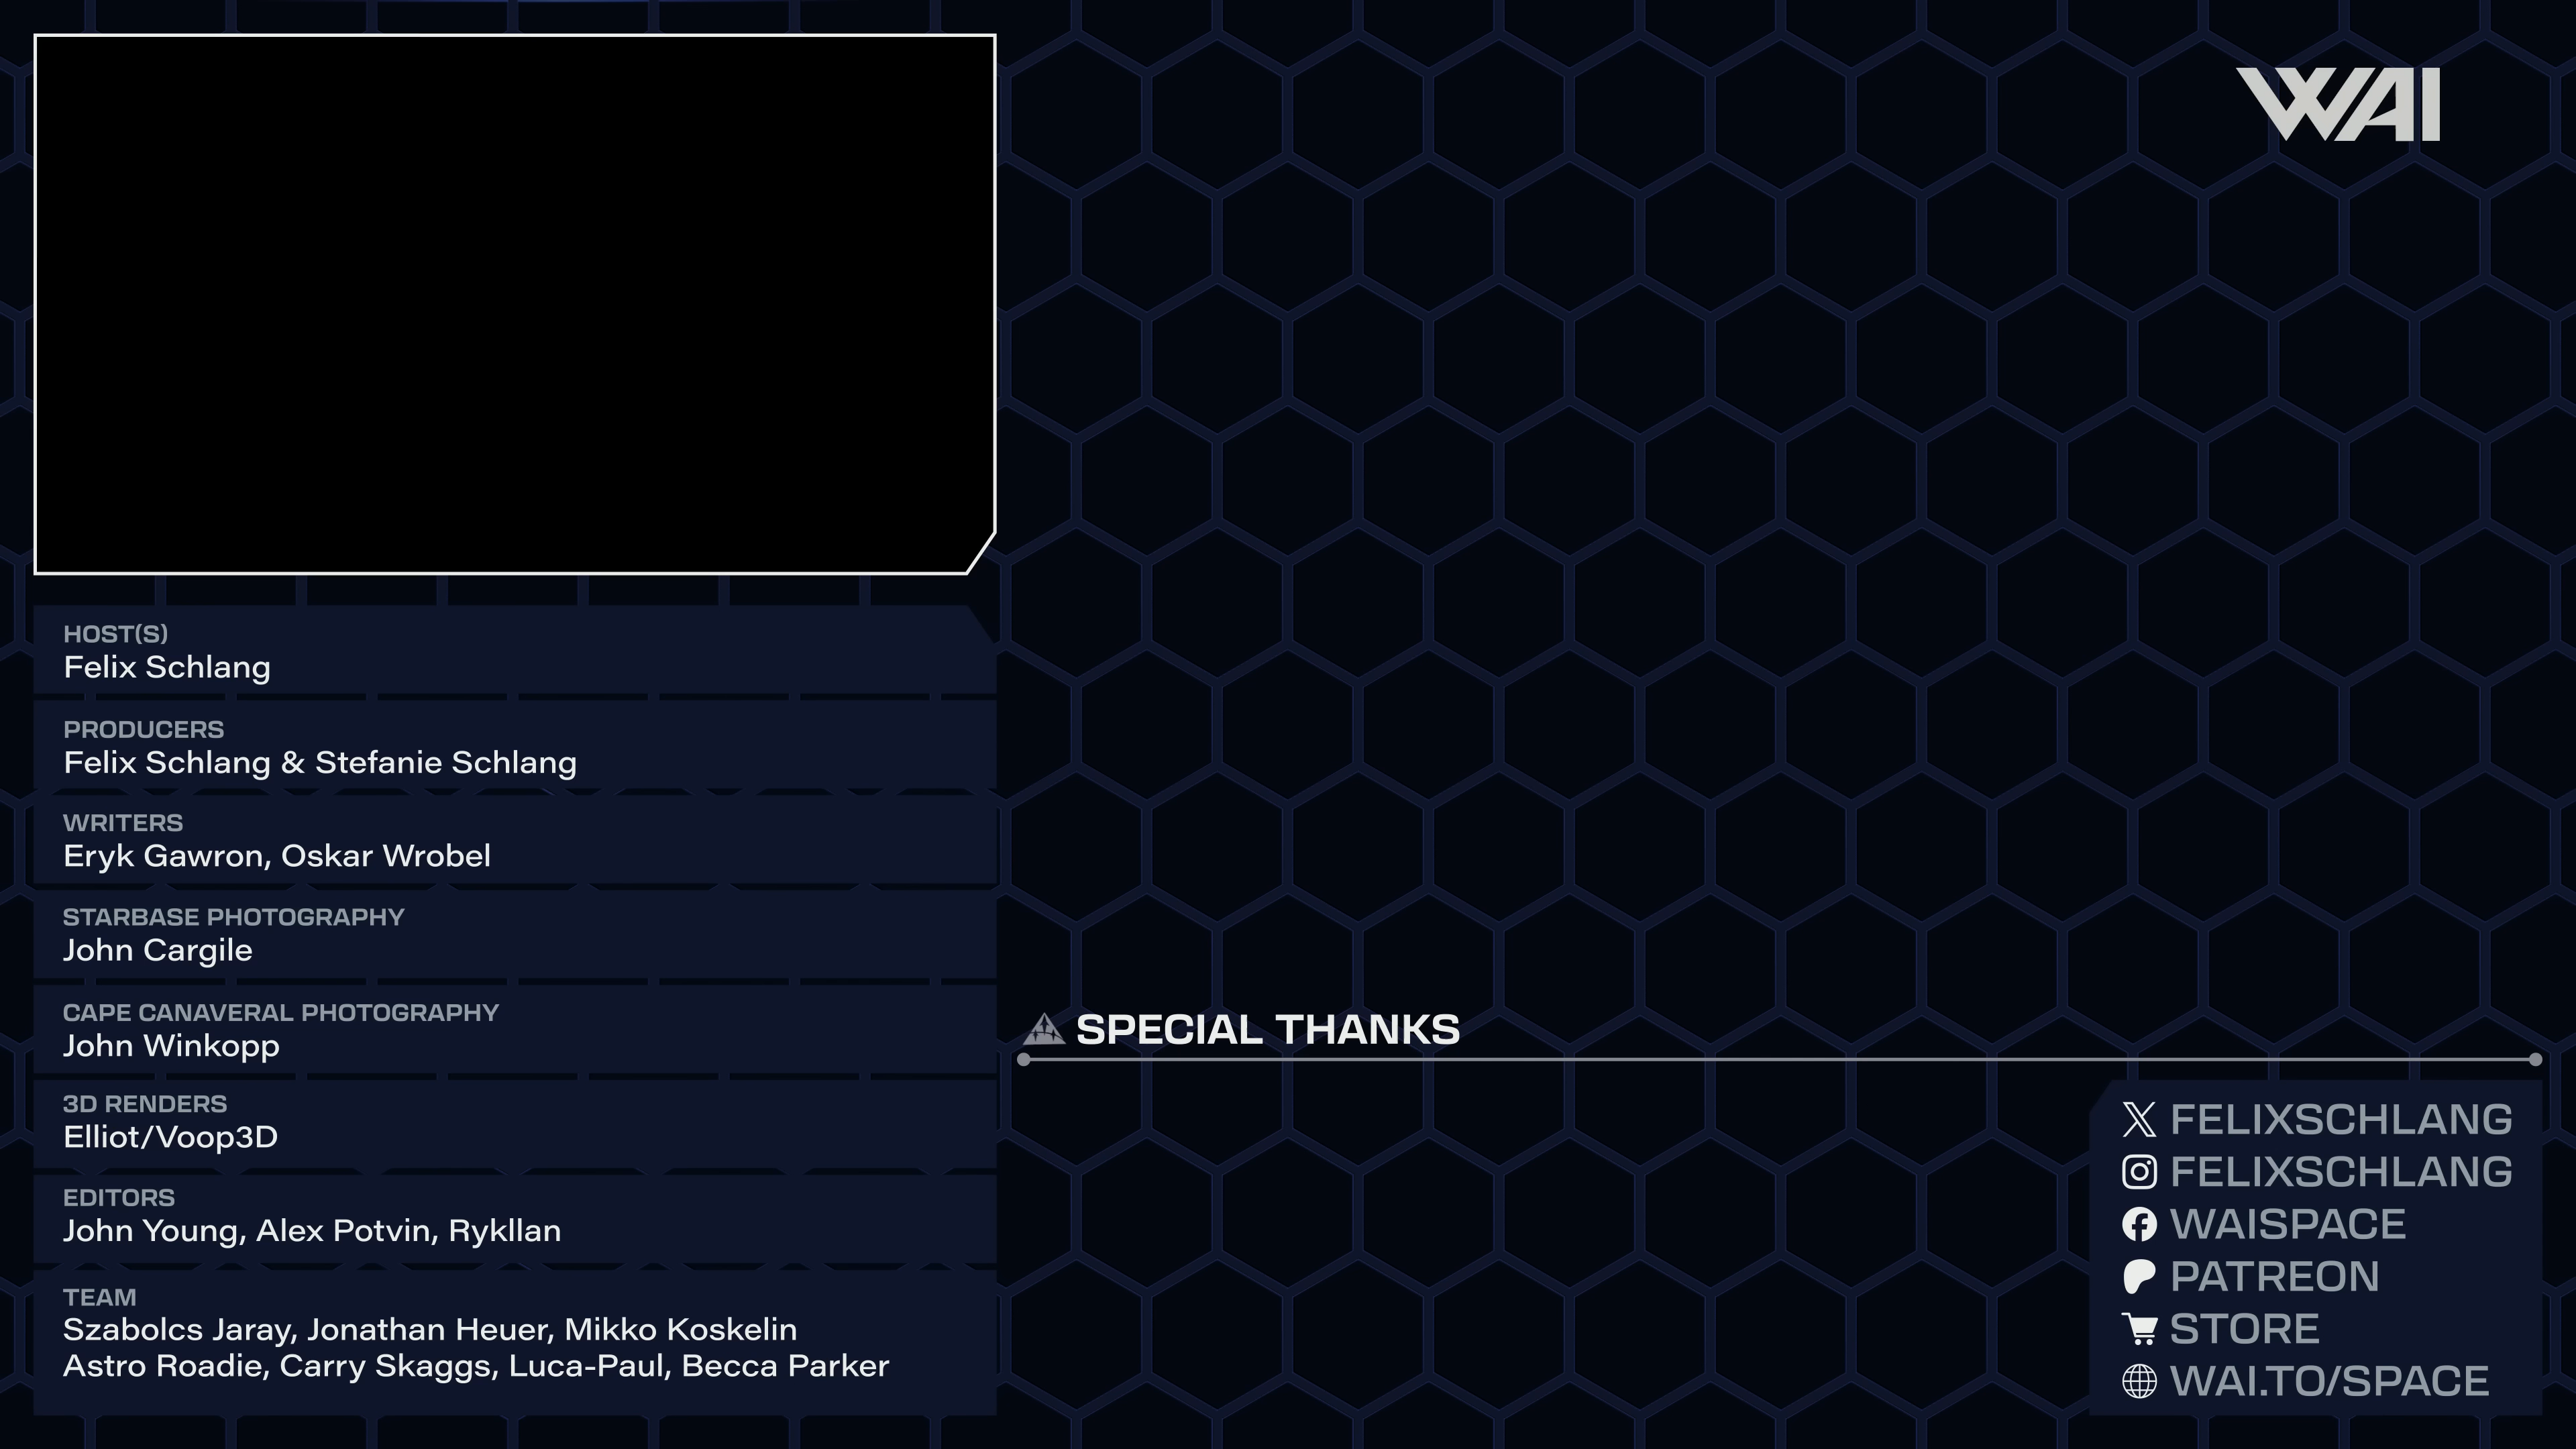 WAI
HOST(S)
Felix Schlang
PRODUCERS
Felix Schlang & Stefanie Schlang
WRITERS
Eryk Gawron, Oskar Wrobel
STARBASE PHOTOGRAPHY
John Cargile
CAPE CANAVERAL PHOTOGRAPHY
John Winkopp
3D RENDERS
Elliot/Voop3D
EDITORS
John Young, Alex Potvin, Rykllan
TEAM
Szabolcs Jaray, Jonathan Heuer, Mikko Koskelin
Astro Roadie, Carry Skaggs, Luca-Paul, Becca Parker
SPECIAL THANKS
FELIXSCHLANG
FELIXSCHLANG
WAISPACE
PATREON
STORE
WAI.TO/SPACE